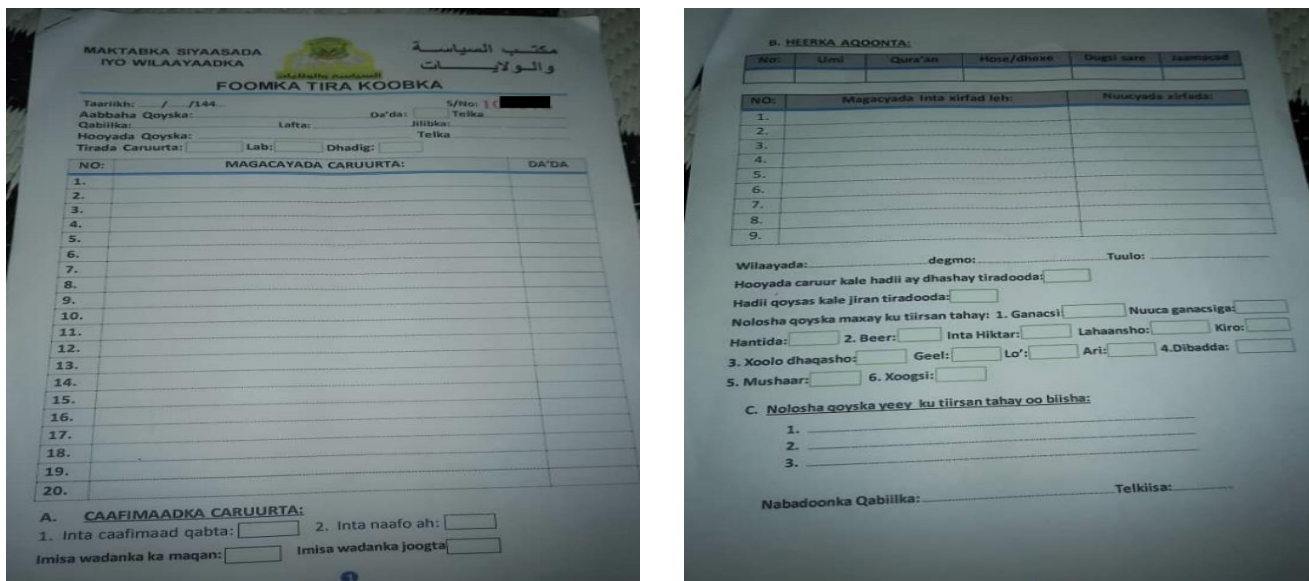 MAKTABKA SIYAASADA
IYO WILAAYAADKA
مكتب السياسة
والولايات
السياسة والولايات
FOOMKA TIRA KOOBKA
Taariikh: ..../..../144...
S/No: 10
Aabbaha Qoyska: Da'da: Telka
Qabiilka: Lafta: Jilibka:
Hooyada Qoyska: Telka
Tirada Caruurta: Lab: Dhadig:
NO: MAGACAYADA CARUURTA: DA'DA
1.
2.
3.
4.
5.
6.
7.
8.
9.
10.
11.
12.
13.
14.
15.
16.
17.
18.
19.
20.
A. CAAFIMAADKA CARUURTA:
1. Inta caafimaad qabta: 2. Inta naafo ah:
Imisa wadanka ka maqan: Imisa wadanka joogta
B. HEERKA AQOONTA:
No: Umi Qura'an Hose/dhexe Dugsi sare Jaamacad
NO: Magacyada Inta xirfad leh: Nuucyada xirfada:
1.
2.
3.
4.
5.
6.
7.
8.
9.
Wilaayada: degmo: Tuulo:
Hooyada caruur kale hadii ay dhashay tiradooda:
Hadii qoysas kale jiran tiradooda:
Nolosha qoyska maxay ku tiirsan tahay: 1. Ganacsi Nuuca ganacsiga:
Hantida: 2. Beer: Inta Hiktar: Lahaansho: Kiro:
3. Xoolo dhaqasho: Geel: Lo': Ari: 4.Dibadda:
5. Mushaar: 6. Xoogsi:
C. Nolosha qoyska yeey ku tiirsan tahay oo biisha:
1.
2.
3.
Nabadoonka Qabiilka: Telkiisa: